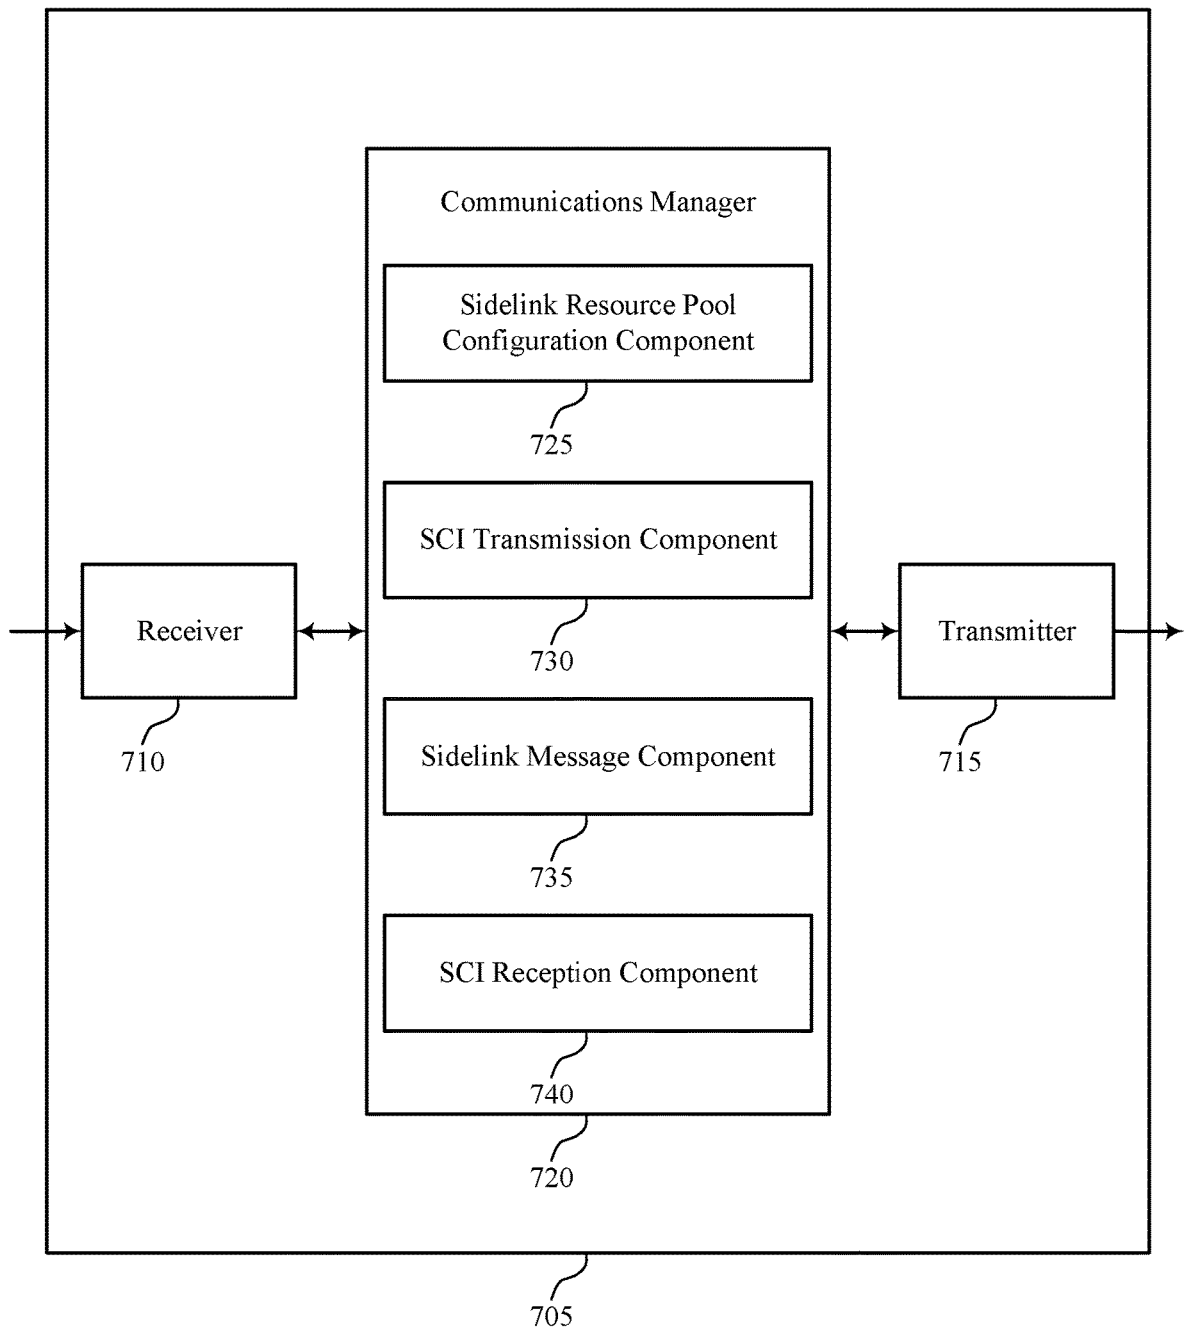 Communications Manager
Sidelink Resource Pool
Configuration Component
725
SCI Transmission Component
730
Receiver
710
Transmitter
715
Sidelink Message Component
735
SCI Reception Component
740
720
705